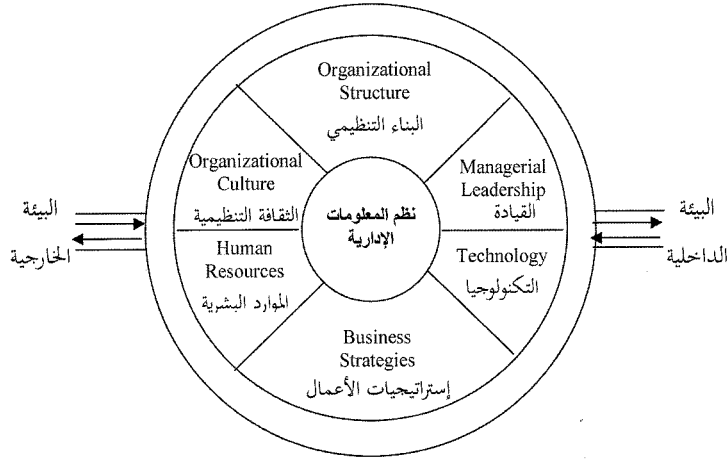 Organizational
Structure
البناء التنظيمي
Organizational
Culture
الثقافة التنظيمية
Managerial
Leadership
القيادة
نظم المعلومات
الإدارية
البيئة
الخارجية
البيئة
الداخلية
Human
Resources
الموارد البشرية
Technology
التكنولوجيا
Business
Strategies
إستراتيجيات الأعمال